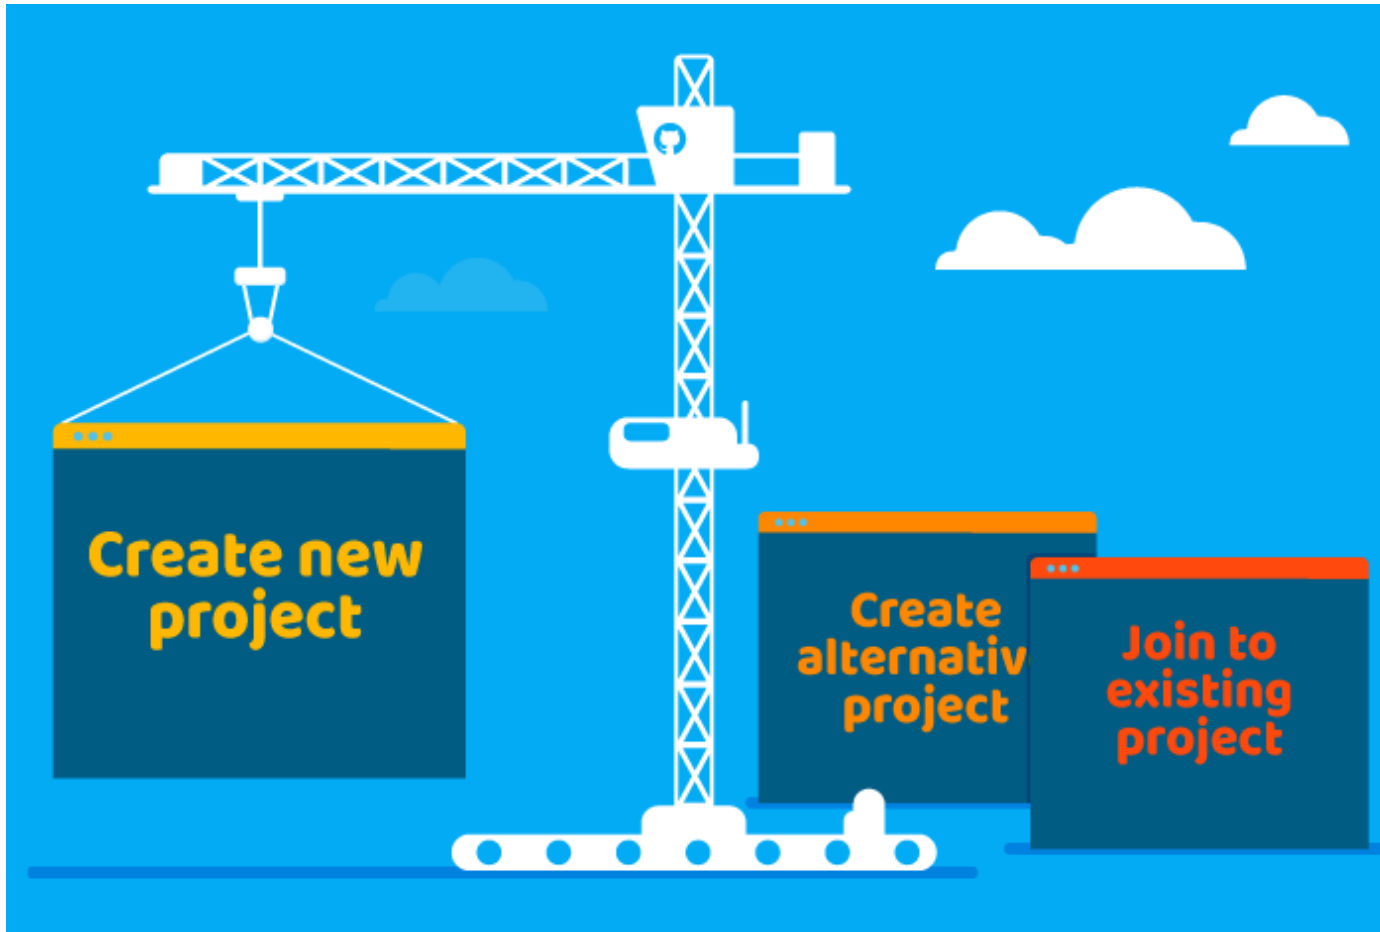 Create new
project
Create
alternativ
project
Join to
existing
project